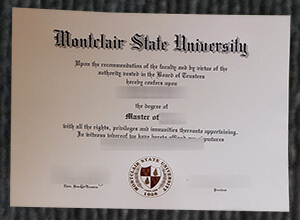 Montclair State University
Upon the recommendation of the faculty and by virtue of the
authority vested in the Board of Trustees
hereby confers upon
the degree of
Master of
with all the rights, privileges and immunities thereunto appertaining.
In witness whereof we have hereto affixed our signatures
MONTCLAIR STATE UNIVERSITY
1908
President